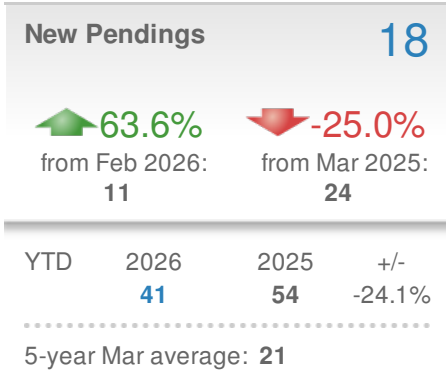 New Pendings 18
63.6% -25.0%
from Feb 2026: from Mar 2025:
11 24
YTD 2026 2025 +/-
41 54 -24.1%
5-year Mar average: 21